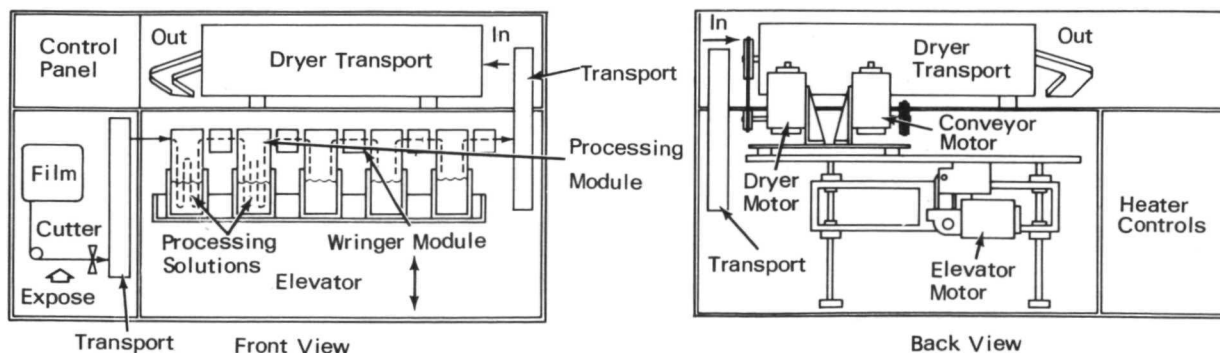 Control
Panel
Out
Dryer Transport
In
Transport
Film
Cutter
Expose
Processing
Module
Processing
Solutions
Wringer Module
Elevator
Transport
Front View
In
Dryer
Transport
Out
Conveyor
Motor
Dryer
Motor
Heater
Controls
Transport
Elevator
Motor
Back View